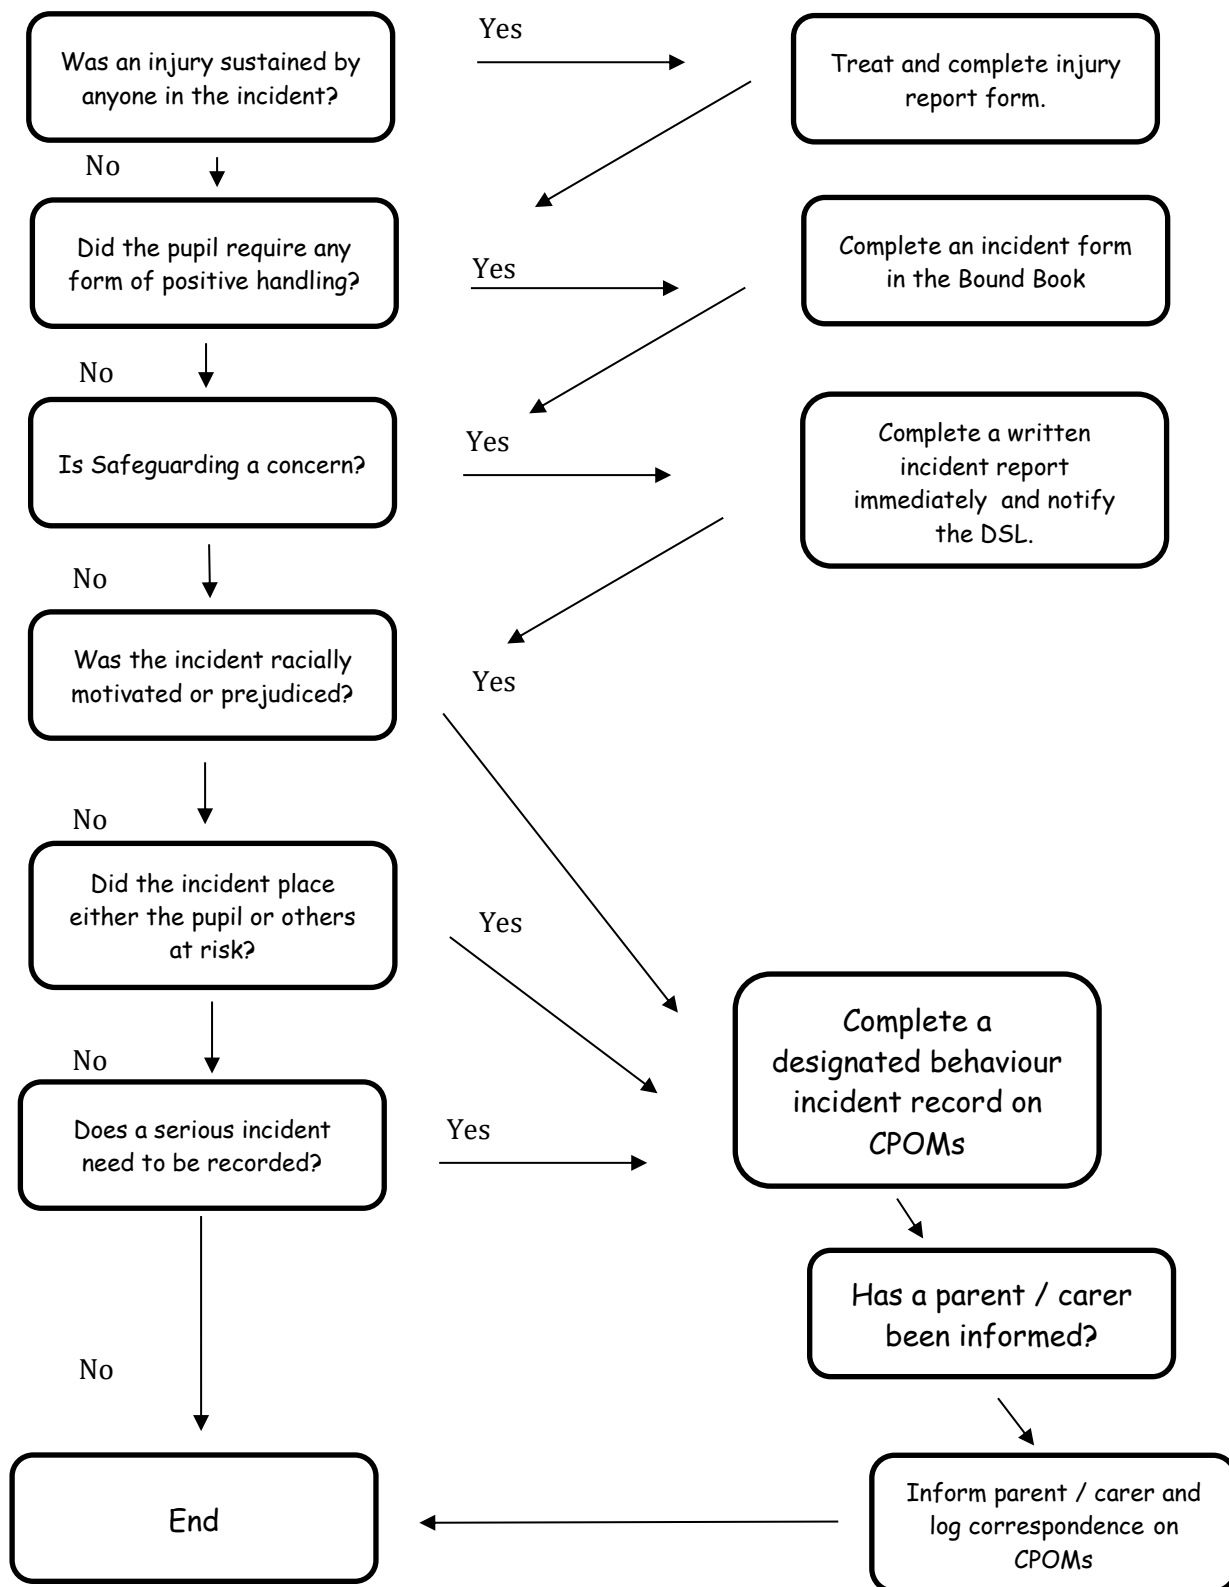 Was an injury sustained by
anyone in the incident?
Yes
Treat and complete injury
report form.
No
Did the pupil require any
form of positive handling?
Yes
Complete an incident form
in the Bound Book
No
Is Safeguarding a concern?
Yes
Complete a written
incident report
immediately and notify
the DSL.
No
Was the incident racially
motivated or prejudiced?
Yes
No
Did the incident place
either the pupil or others
at risk?
Yes
Complete a
designated behaviour
incident record on
CPOMs
No
Does a serious incident
need to be recorded?
Yes
Has a parent / carer
been informed?
No
End
Inform parent / carer and
log correspondence on
CPOMs